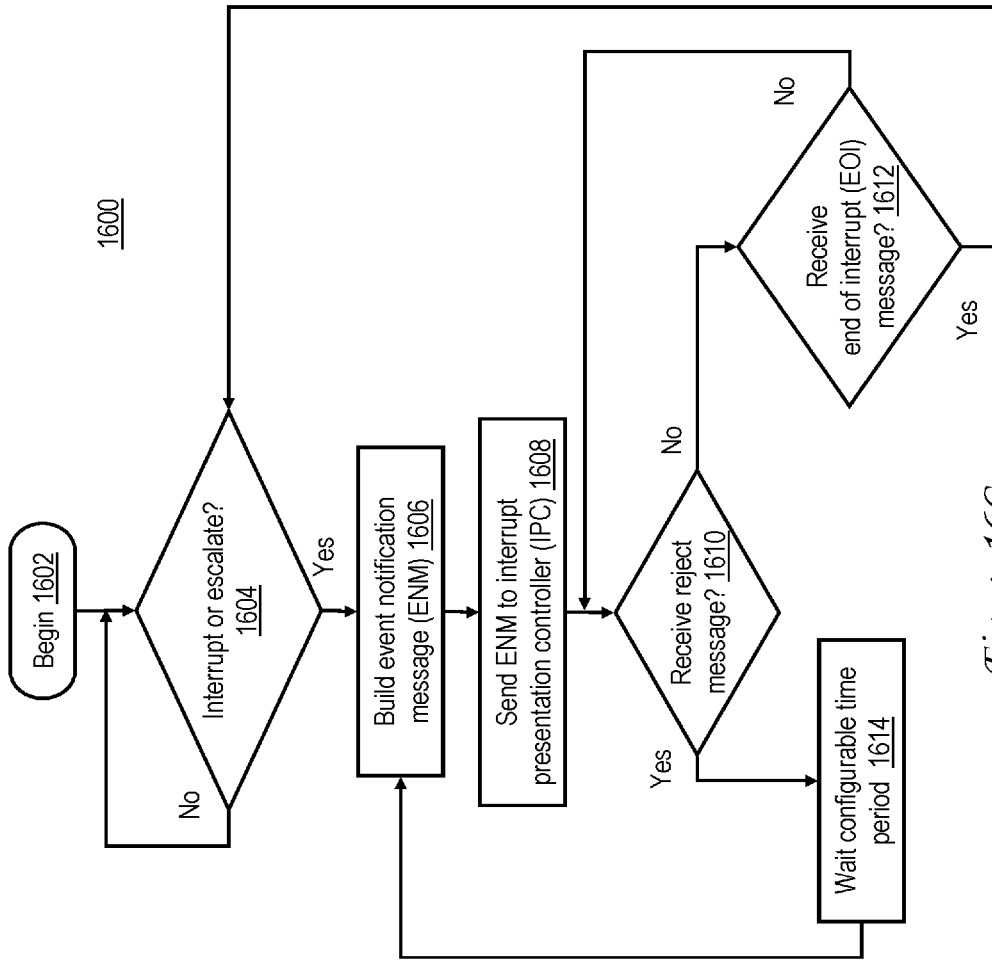 1600
Begin 1602
Interrupt or escalate?
1604
No
Yes
Build event notification
message (ENM) 1606
Send ENM to interrupt
presentation controller (IPC) 1608
Receive reject
message? 1610
No
Yes
Receive
end of interrupt (EOI)
message? 1612
No
Yes
Wait configurable time
period 1614